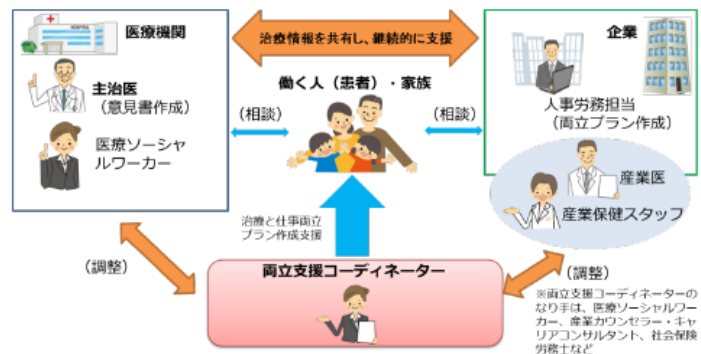 医療機関
HOSPITAL
主治医
（意見書作成）
医療ソーシャ
ルワーカー
治療情報を共有し、継続的に支援
働く人（患者）・家族
（相談）
（相談）
企業
人事労務担当
（両立プラン作成）
産業医
産業保健スタッフ
治療と仕事両立
プラン作成支援
（調整）
両立支援コーディネーター
（調整）
※両立支援コーディネーターの
なり手は、医療ソーシャルワー
カー、産業カウンセラー・キャ
リアコンサルタント、社会保険
労務士など